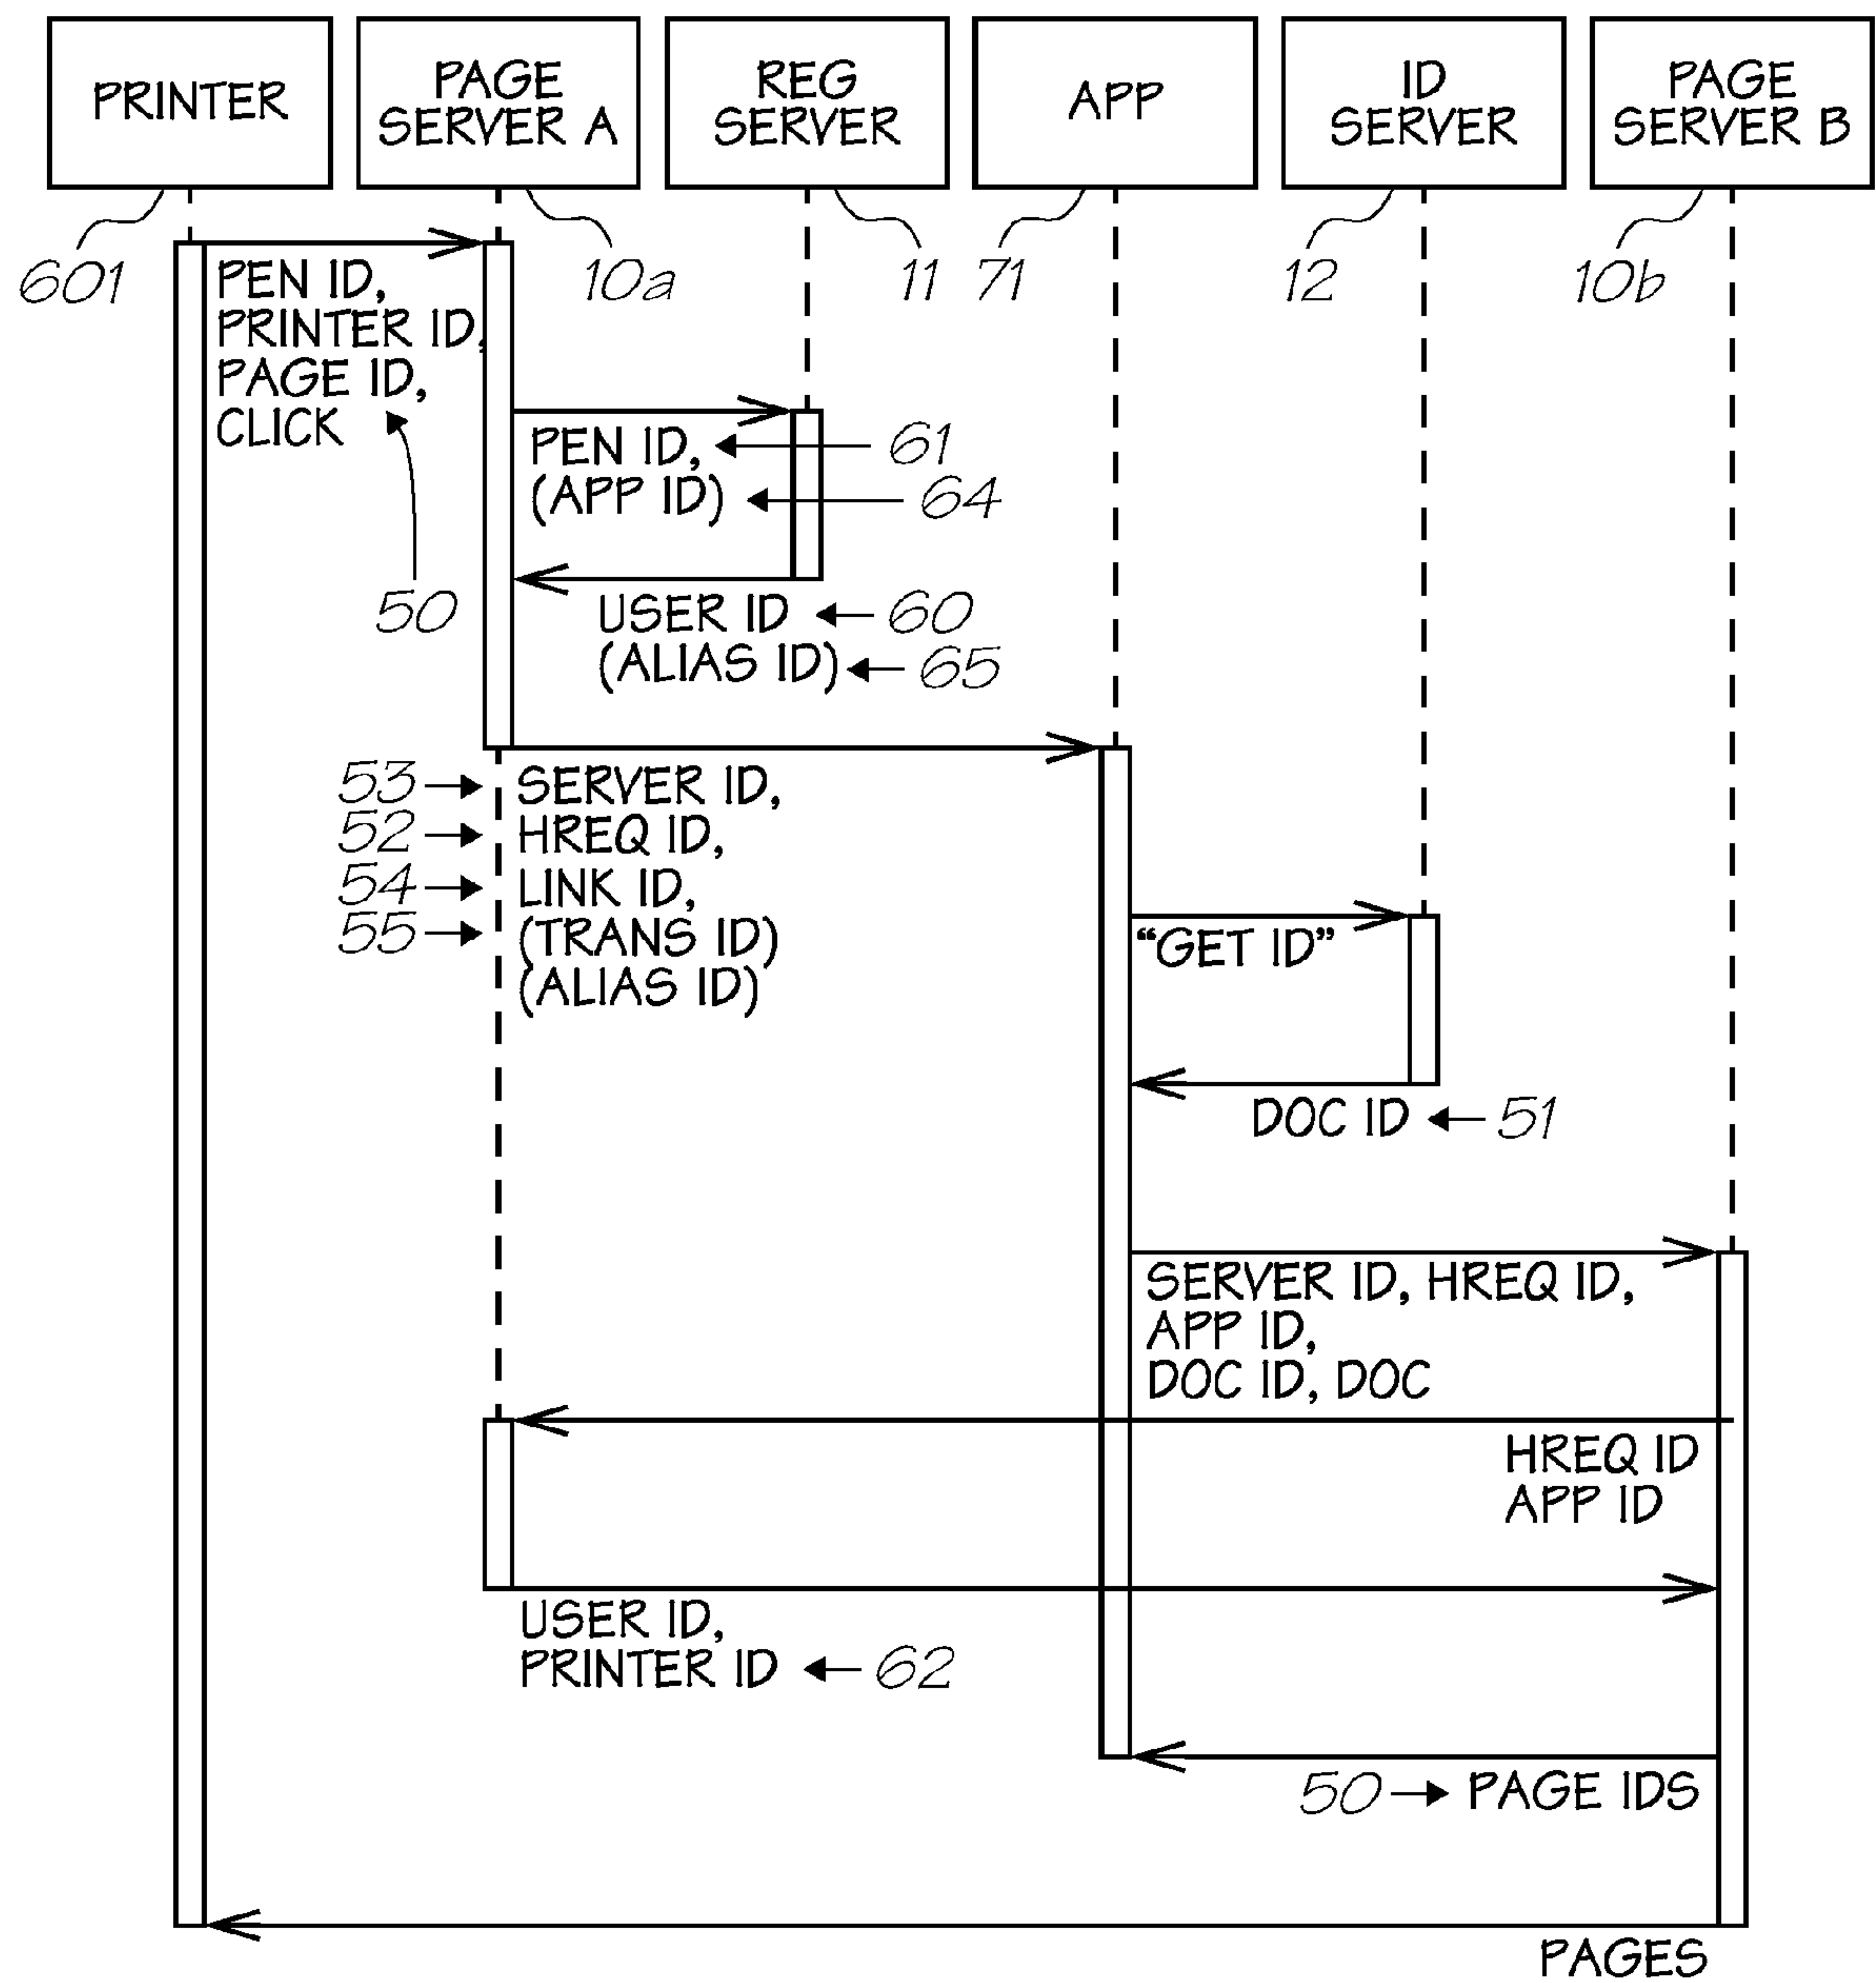 PRINTER
PAGE
SERVER A
REG
SERVER
APP
ID
SERVER
PAGE
SERVER B
601
10a
11
71
12
10b
PEN ID,
PRINTER ID,
PAGE ID,
CLICK
50
PEN ID,
61
(APP ID)
64
USER ID
60
(ALIAS ID)
65
53
SERVER ID,
52
HREQ ID,
54
LINK ID,
55
(TRANS ID)
(ALIAS ID)
“GET ID”
DOC ID
51
SERVER ID, HREQ ID,
APP ID,
DOC ID, DOC
HREQ ID
APP ID
USER ID,
PRINTER ID
62
50
PAGE IDS
PAGES